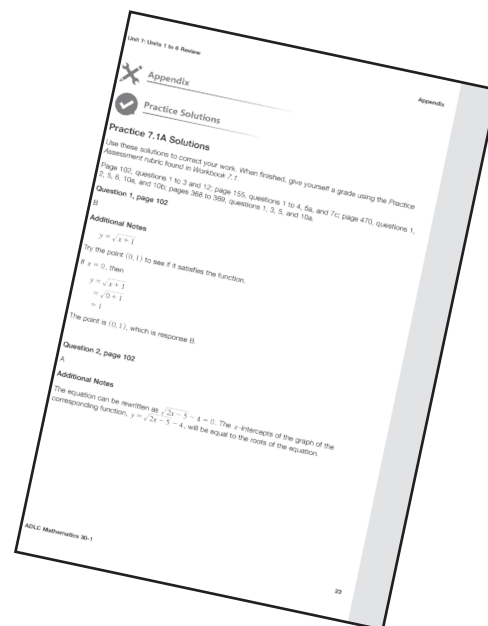 Unit 7: Units 1 to 6 Review
Appendix
Appendix
Practice Solutions
Practice 7.1A Solutions
Use these solutions to correct your work. When finished, give yourself a grade using the Practice
Assessment rubric found in Workbook 7.1.
Page 102, questions 1 to 3 and 12; page 155, questions 1 to 4, 6a, and 7c; page 470, questions 1,
2, 5, 6, 10a, and 10b; pages 368 to 369, questions 1, 3, 5, and 10a.
Question 1, page 102
B
Additional Notes
y = √x + 1
Try the point (0, 1) to see if it satisfies the function.
If x = 0, then
y = √x + 1
= √0 + 1
= 1
The point is (0, 1), which is response B.
Question 2, page 102
A
Additional Notes
The equation can be rewritten as √2x − 5 − 4 = 0. The x-intercepts of the graph of the
corresponding function, y = √2x − 5 − 4, will be equal to the roots of the equation.
ADLC Mathematics 30-1
23